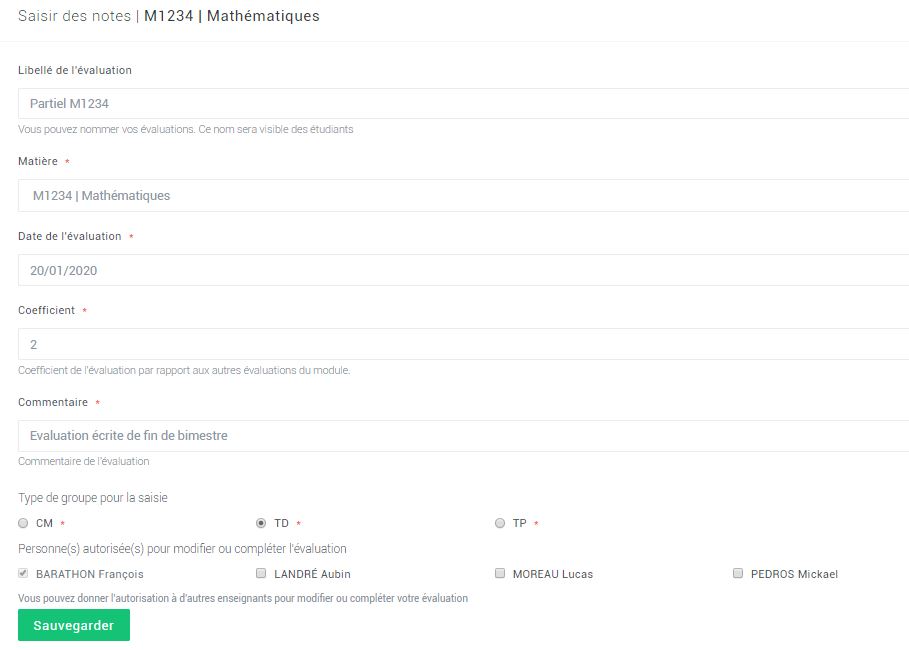 Saisir des notes | M1234 | Mathématiques
Libellé de l'évaluation
Partiel M1234
Vous pouvez nommer vos évaluations. Ce nom sera visible des étudiants
Matière *
M1234 | Mathématiques
Date de l'évaluation *
20/01/2020
Coefficient *
2
Coefficient de l'évaluation par rapport aux autres évaluations du module.
Commentaire *
Evaluation écrite de fin de bimestre
Commentaire de l'évaluation
Type de groupe pour la saisie
CM * TD * TP *
Personne(s) autorisée(s) pour modifier ou compléter l'évaluation
BARATHON François LANDRÉ Aubin MOREAU Lucas PEDROS Mickael
Vous pouvez donner l'autorisation à d'autres enseignants pour modifier ou compléter votre évaluation
Sauvegarder